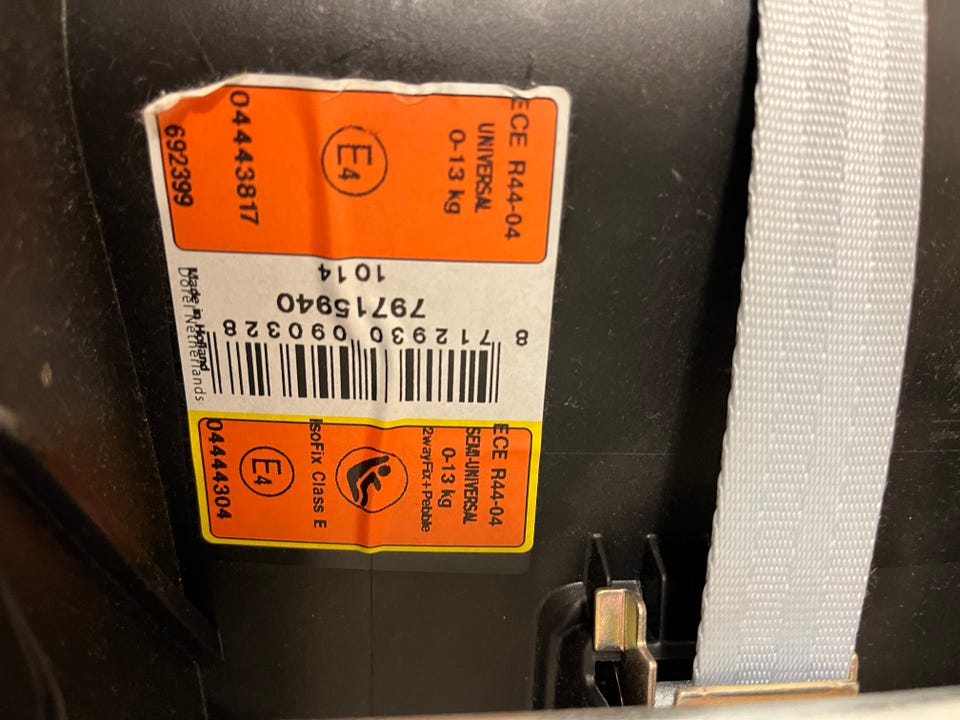 ECE R44-04
UNIVERSAL
0-13 kg
E4
04443817
692399
8 712930 090328
79715940
1014
Made in Holland
Dorel Netherlands
ECE R44-04
SEMI-UNIVERSAL
0-13 kg
2wayFix+Pebble
IsoFix Class E
E4
04444304